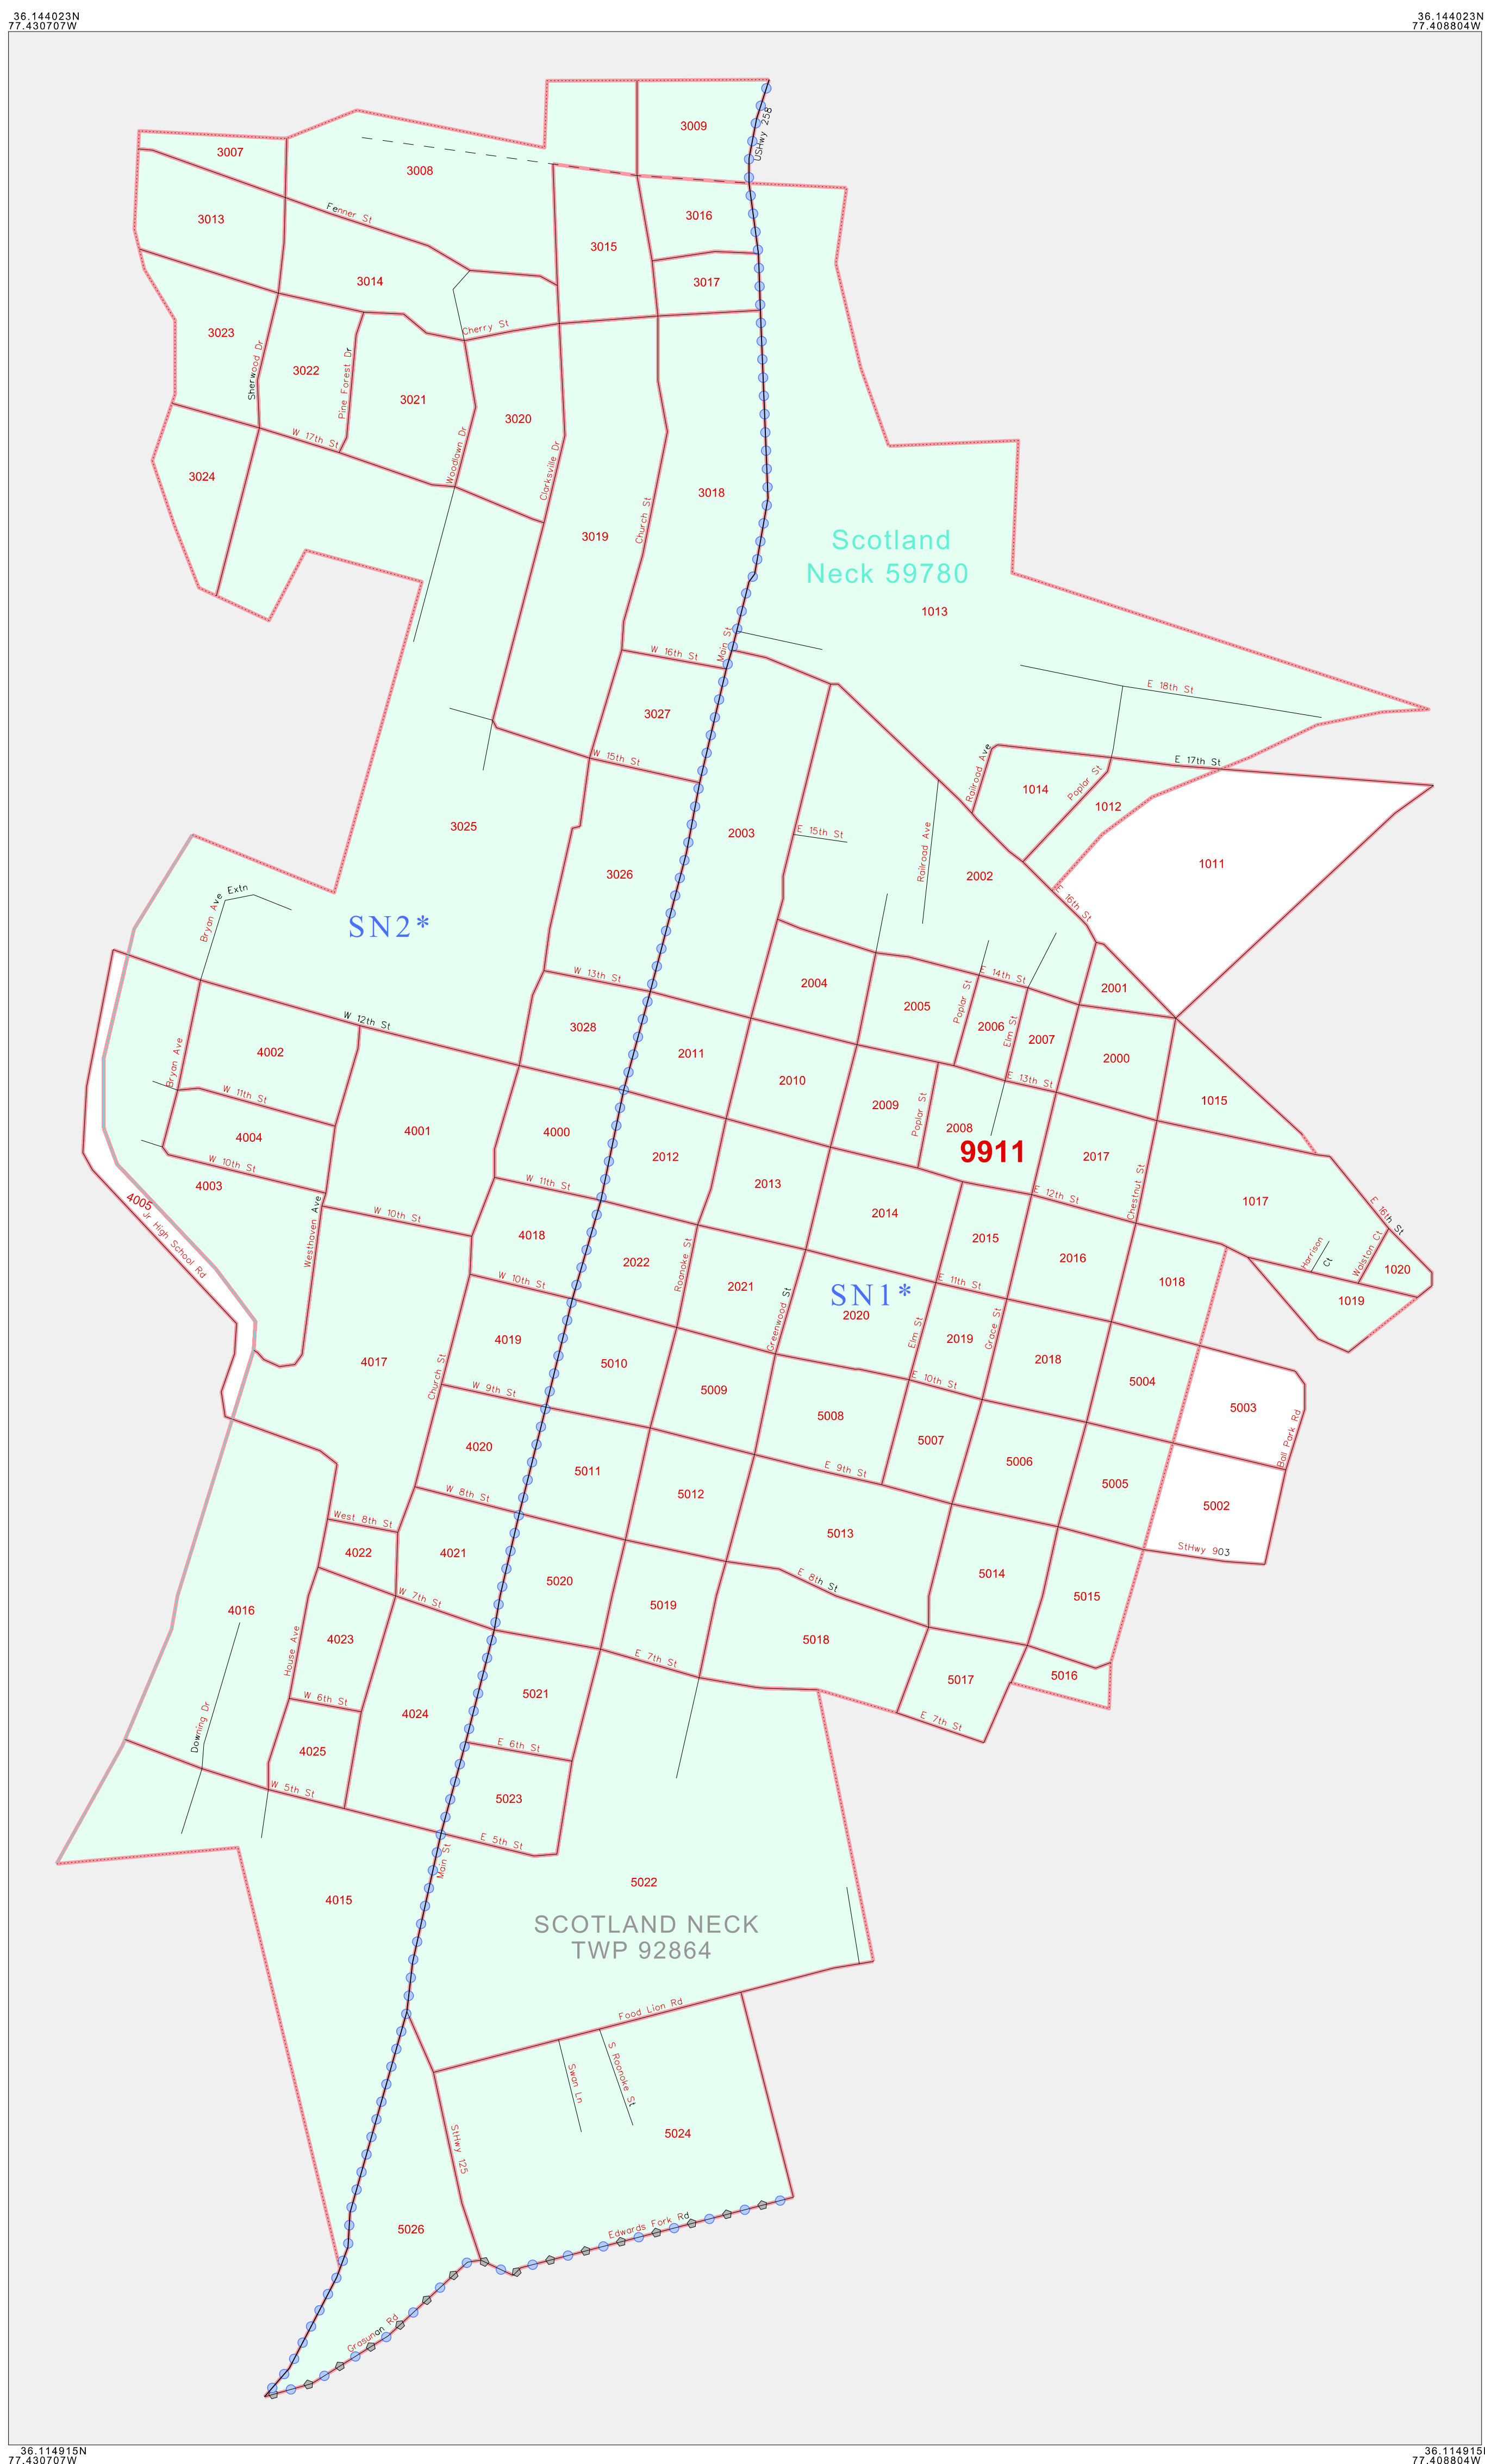 36.144023N
77.430707W
36.144023N
77.408804W
3009
USHwy 258
3007
3008
Fenner St
3013
3016
3015
3014
3017
Cherry St
3023
Sherwood Dr
3022
Pine Forest Dr
3021
3020
W 17th St
Woodlawn Dr
Clarksville Dr
3024
3018
Church St
3019
Scotland
Neck 59780
1013
W 16th St
Main St
E 18th St
3027
W 15th St
Railroad Ave
E 17th St
1014
Poplar St
1012
3025
2003
E 15th St
Railroad Ave
1011
3026
2002
Bryan Ave Extn
E 16th St
SN2*
W 13th St
2004
E 14th St
2001
2005
Poplar St
2006
Elm St
2007
W 12th St
3028
2011
2000
4002
Bryan Ave
2010
E 13th St
W 11th St
2009
Poplar St
2008
1015
4004
4001
4000
9911
2012
2017
W 10th St
4003
W 11th St
2013
E 12th St
Chestnut St
4005
Jr High School Rd
Westhaven Ave
W 10th St
2014
1017
E 16th St
4018
2022
Roanoke St
2015
2016
Harrison
Ct
Walston Ct
1020
W 10th St
2021
SN1*
E 11th St
1018
1019
2020
Greenwood St
4019
Elm St
2019
Grace St
4017
5010
2018
Church St
W 9th St
5009
E 10th St
5004
5008
5003
5007
4020
5011
E 9th St
5006
Ball Park Rd
W 8th St
5012
5005
5002
West 8th St
5013
StHwy 903
4022
4021
5020
E 8th St
5014
W 7th St
5019
5015
4016
4023
House Ave
5018
E 7th St
5016
5017
W 6th St
5021
4024
E 7th St
Downing Dr
4025
E 6th St
W 5th St
5023
E 5th St
Main St
4015
5022
SCOTLAND NECK
TWP 92864
Food Lion Rd
Swan Ln
S Roanoke St
StHwy 125
5024
5026
Edwards Fork Rd
Grasunan Rd
36.114915N
77.430707W
36.114915N
77.408804W